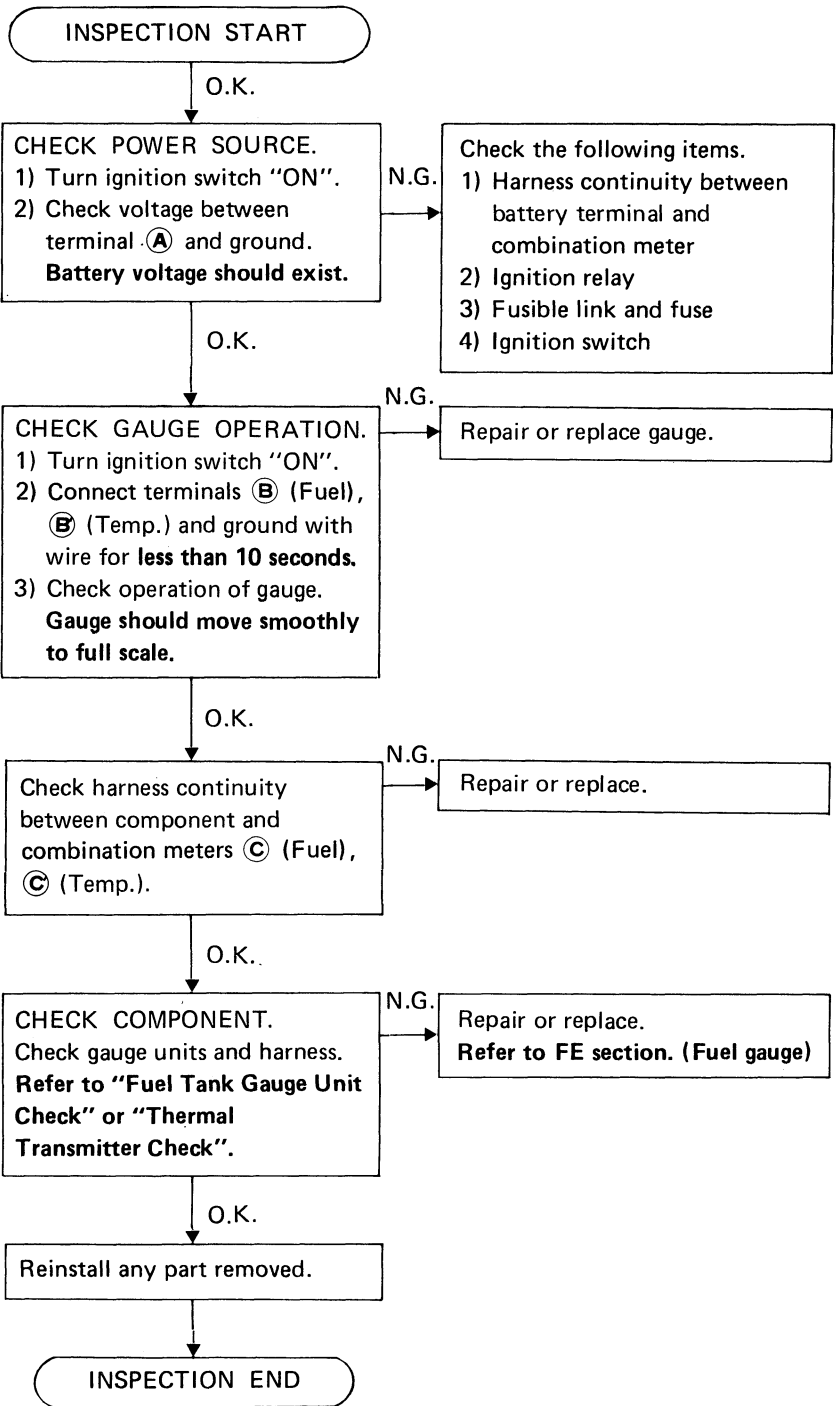 INSPECTION START
O.K.
CHECK POWER SOURCE.
1) Turn ignition switch "ON".
2) Check voltage between
terminal Ⓐ and ground.
Battery voltage should exist.
N.G.
Check the following items.
1) Harness continuity between
battery terminal and
combination meter
2) Ignition relay
3) Fusible link and fuse
4) Ignition switch
O.K.
CHECK GAUGE OPERATION.
1) Turn ignition switch "ON".
2) Connect terminals Ⓑ (Fuel),
Ⓑ′ (Temp.) and ground with
wire for less than 10 seconds.
3) Check operation of gauge.
Gauge should move smoothly
to full scale.
N.G.
Repair or replace gauge.
O.K.
Check harness continuity
between component and
combination meters Ⓒ (Fuel),
Ⓒ′ (Temp.).
N.G.
Repair or replace.
O.K.
CHECK COMPONENT.
Check gauge units and harness.
Refer to "Fuel Tank Gauge Unit
Check" or "Thermal
Transmitter Check".
N.G.
Repair or replace.
Refer to FE section. (Fuel gauge)
O.K.
Reinstall any part removed.
INSPECTION END